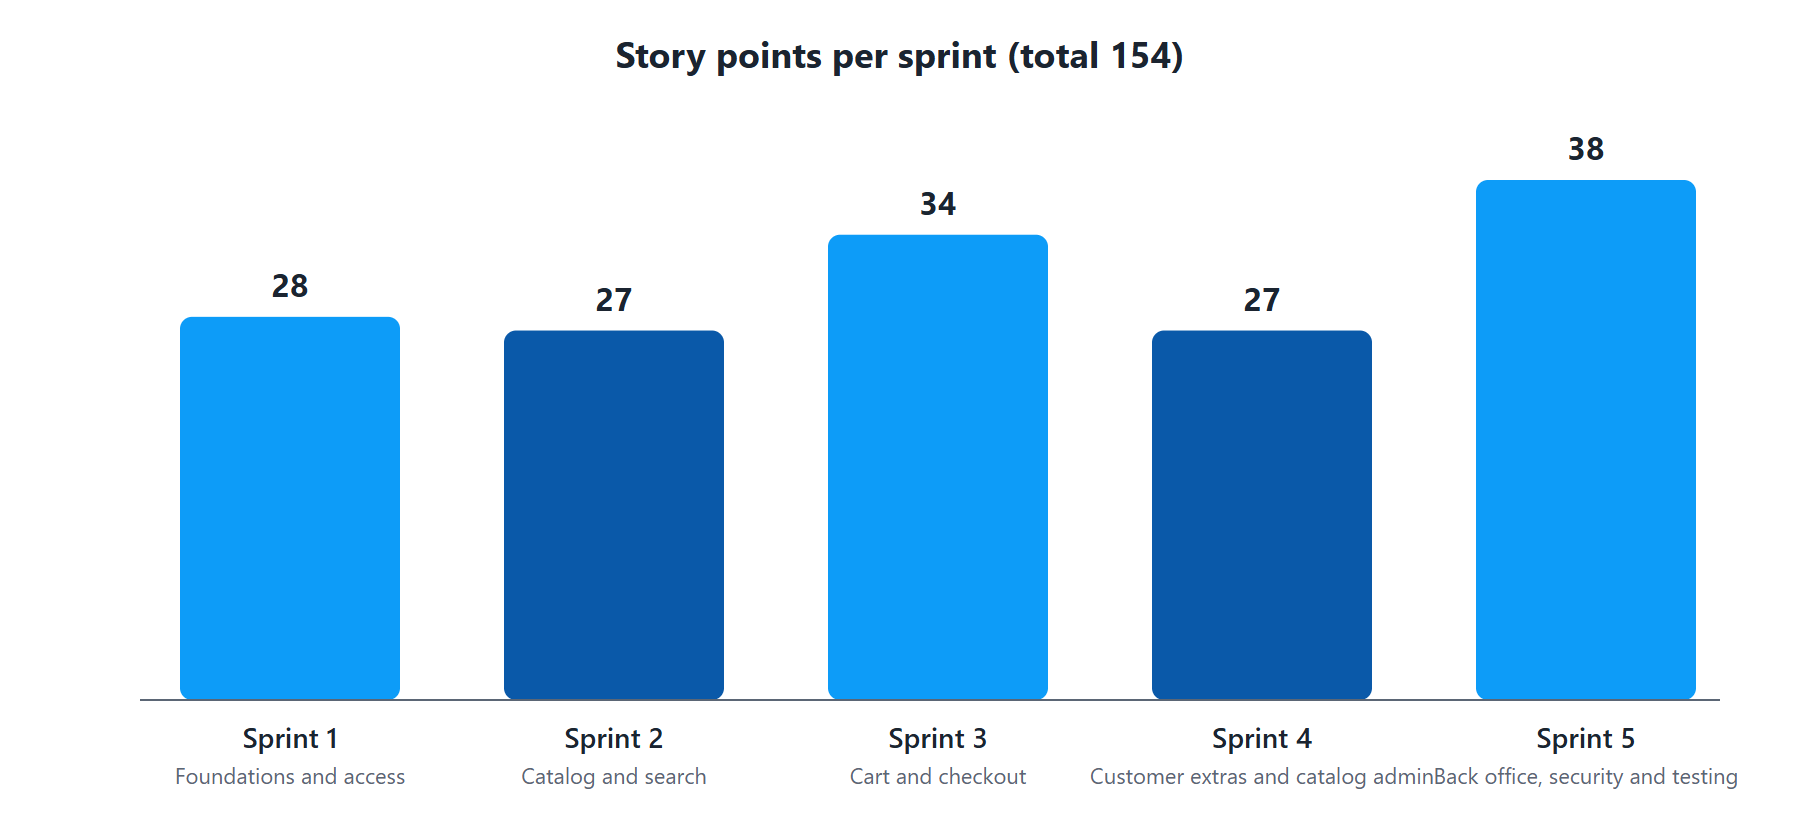 Story points per sprint (total 154)
28
27
34
27
38
Sprint 1
Sprint 2
Sprint 3
Sprint 4
Sprint 5
Foundations and access
Catalog and search
Cart and checkout
Customer extras and catalog admin
Back office, security and testing